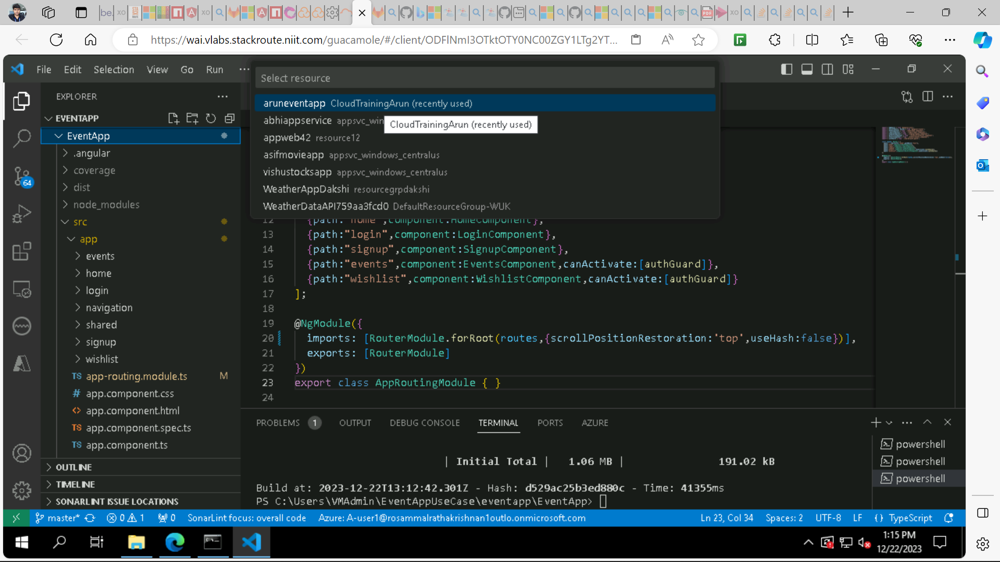 be.
xo
xo
PDF
xo
https://wai.vlabs.stackroute.niit.com/guacamole/#/client/ODFlNmI3OTktOTY0NC00ZGY1LTg2YT...
File Edit Selection View Go Run ...
Select resource
aruneventapp CloudTrainingArun (recently used)
abhiappservice appsvc_win
CloudTrainingArun (recently used)
appweb42 resource12
asifmovieapp appsvc_windows_centralus
vishustocksapp appsvc_windows_centralus
WeatherAppDakshi resourcegrpdakshi
WeatherDataAPI759aa3fcd0 DefaultResourceGroup-WUK
EXPLORER
EVENTAPP
EventApp
.angular
coverage
dist
node_modules
src
app
events
home
login
navigation
shared
signup
wishlist
TS app-routing.module.ts M
# app.component.css
<> app.component.html
TS app.component.spec.ts
TS app.component.ts
OUTLINE
TIMELINE
SONARLINT ISSUE LOCATIONS
64
12 {path:"home",component:HomeComponent},
13 {path:"login",component:LoginComponent},
14 {path:"signup",component:SignupComponent},
15 {path:"events",component:EventsComponent,canActivate:[authGuard]},
16 {path:"wishlist",component:WishlistComponent,canActivate:[authGuard]}
17 ];
18
19 @NgModule({
20 imports: [RouterModule.forRoot(routes,{scrollPositionRestoration:'top',useHash:false})],
21 exports: [RouterModule]
22 })
23 export class AppRoutingModule { }
24
PROBLEMS 1 OUTPUT DEBUG CONSOLE TERMINAL PORTS AZURE
| Initial Total | 1.06 MB | 191.02 kB
Build at: 2023-12-22T13:12:42.301Z - Hash: d529ac25b3ed880c - Time: 41355ms
PS C:\Users\VMAdmin\EventAppUseCase\eventapp\EventApp>
powershell
powershell
powershell
master* 0 1 0 SonarLint focus: overall code Azure: A-user1@rosammalrathakrishnan1outlo.onmicrosoft.com Ln 23, Col 34 Spaces: 2 UTF-8 LF {} TypeScript
1:15 PM
12/22/2023